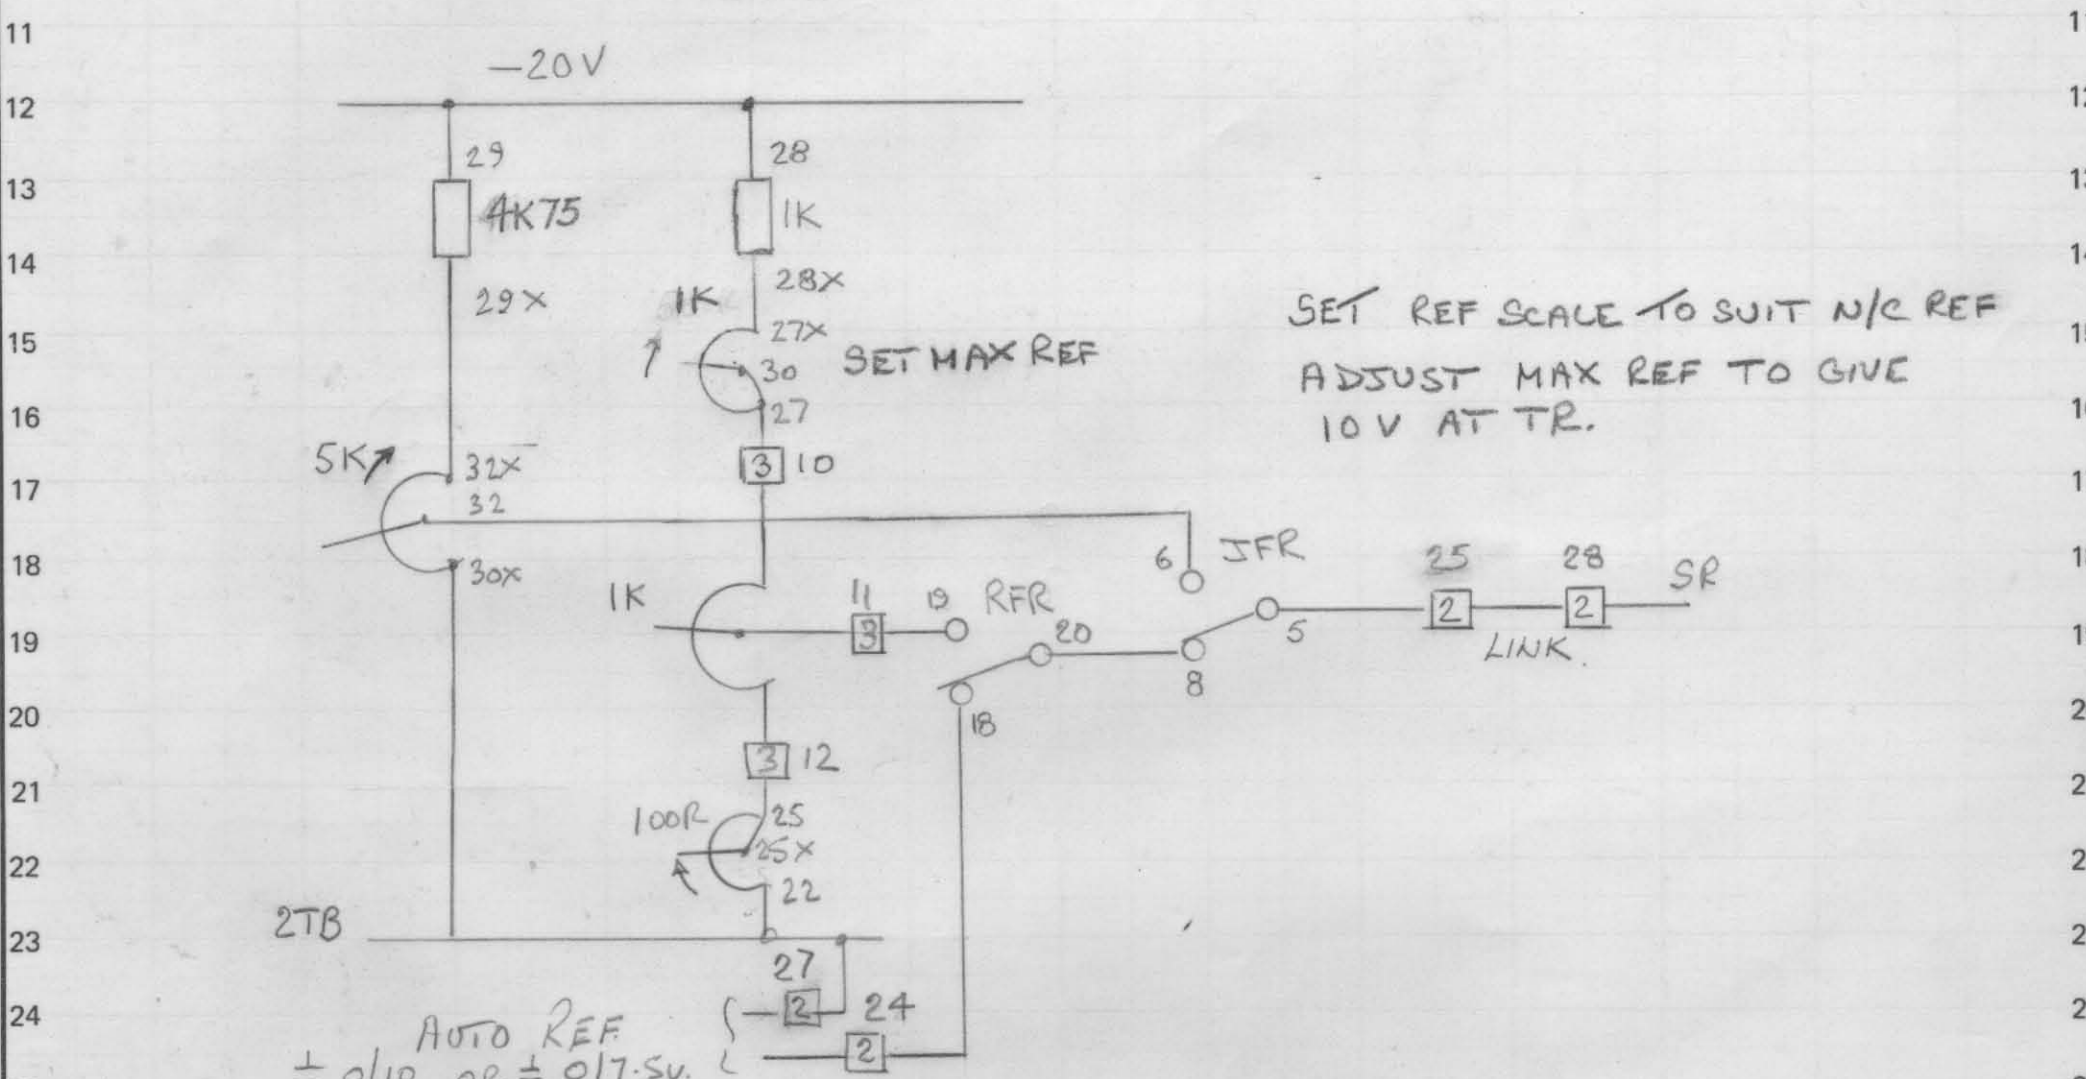 11
-20V
12
29 28
13
4K75 1K
14
29X 28X
1K
SET REF SCALE TO SUIT N/C REF
15
27X
30 SET MAX REF
ADJUST MAX REF TO GIVE
16
27
10 V AT TR.
5K 32X 3 10
17
32
6 JFR 25 28 SR
18
30X
1K 11 19 RFR
2 2
19
3 20 5 LINK.
8
20
18
3 12
21
100R 25
25X
22
22
2TB
23
27
24
2 24
AUTO REF
2